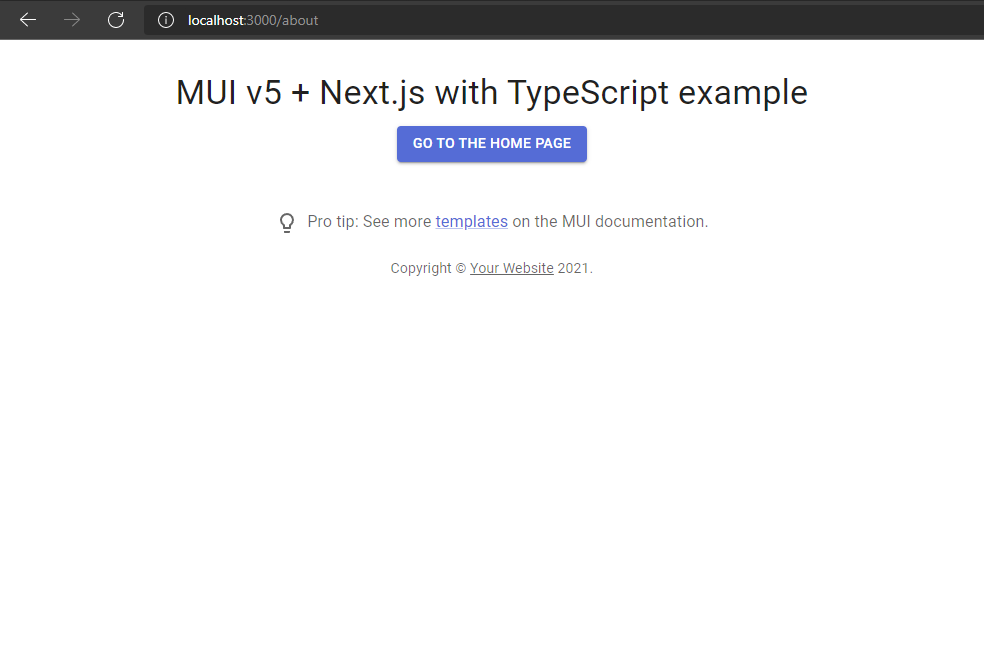 localhost:3000/about
MUI v5 + Next.js with TypeScript example
GO TO THE HOME PAGE
Pro tip: See more templates on the MUI documentation.
Copyright © Your Website 2021.